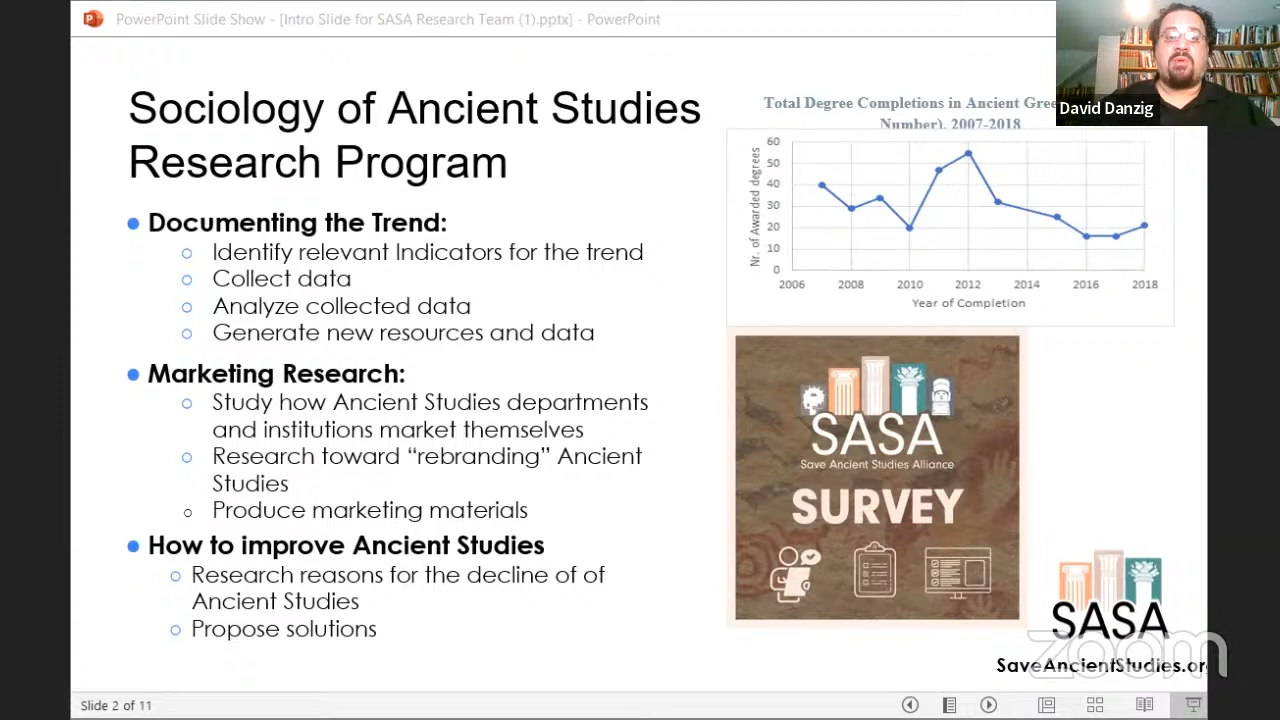 PowerPoint Slide Show - [Intro Slide for SASA Research Team (1).pptx] - PowerPoint
David Danzig
Sociology of Ancient Studies
Research Program
Documenting the Trend:
Identify relevant Indicators for the trend
Collect data
Analyze collected data
Generate new resources and data
Marketing Research:
Study how Ancient Studies departments
and institutions market themselves
Research toward “rebranding” Ancient
Studies
Produce marketing materials
How to improve Ancient Studies
Research reasons for the decline of of
Ancient Studies
Propose solutions
Total Degree Completions in Ancient
Number), 2007-2018
Nr. of Awarded degrees
60
50
40
30
20
10
0
2006 2008 2010 2012 2014 2016 2018
Year of Completion
SASA
Save Ancient Studies Alliance
SURVEY
SASA
zoom
SaveAncientStudies.or
Slide 2 of 11